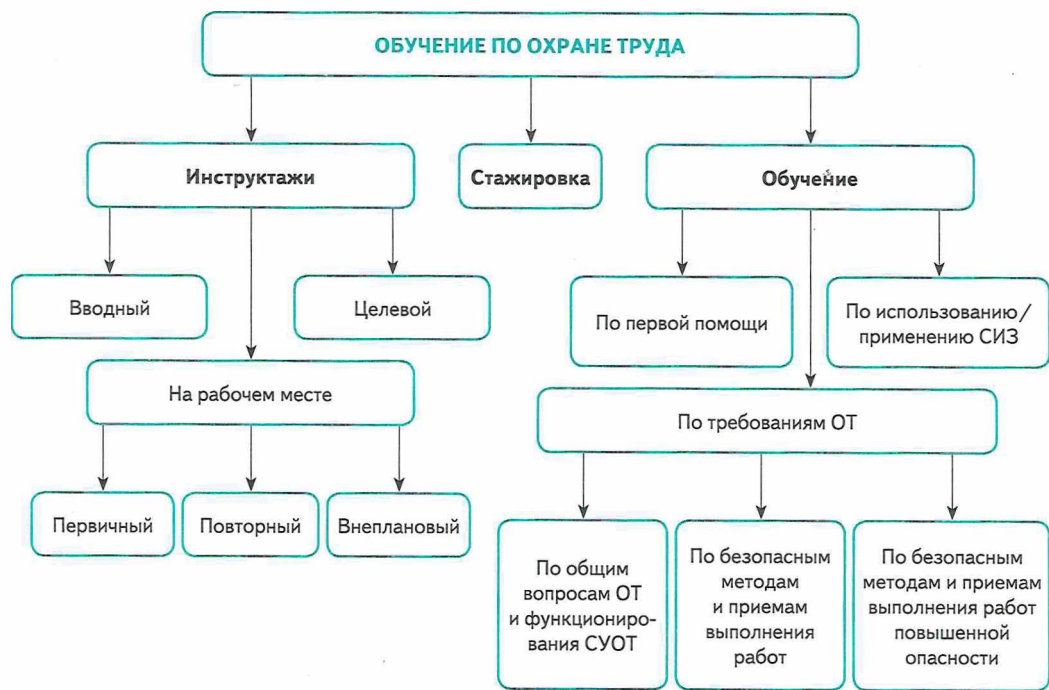 ОБУЧЕНИЕ ПО ОХРАНЕ ТРУДА
Инструктажи
Стажировка
Обучение
Вводный
Целевой
По первой помощи
По использованию/
применению СИЗ
На рабочем месте
По требованиям ОТ
Первичный
Повторный
Внеплановый
По общим
вопросам ОТ
и функциониро-
вания СУОТ
По безопасным
методам
и приемам
выполнения
работ
По безопасным
методам и приемам
выполнения работ
повышенной
опасности